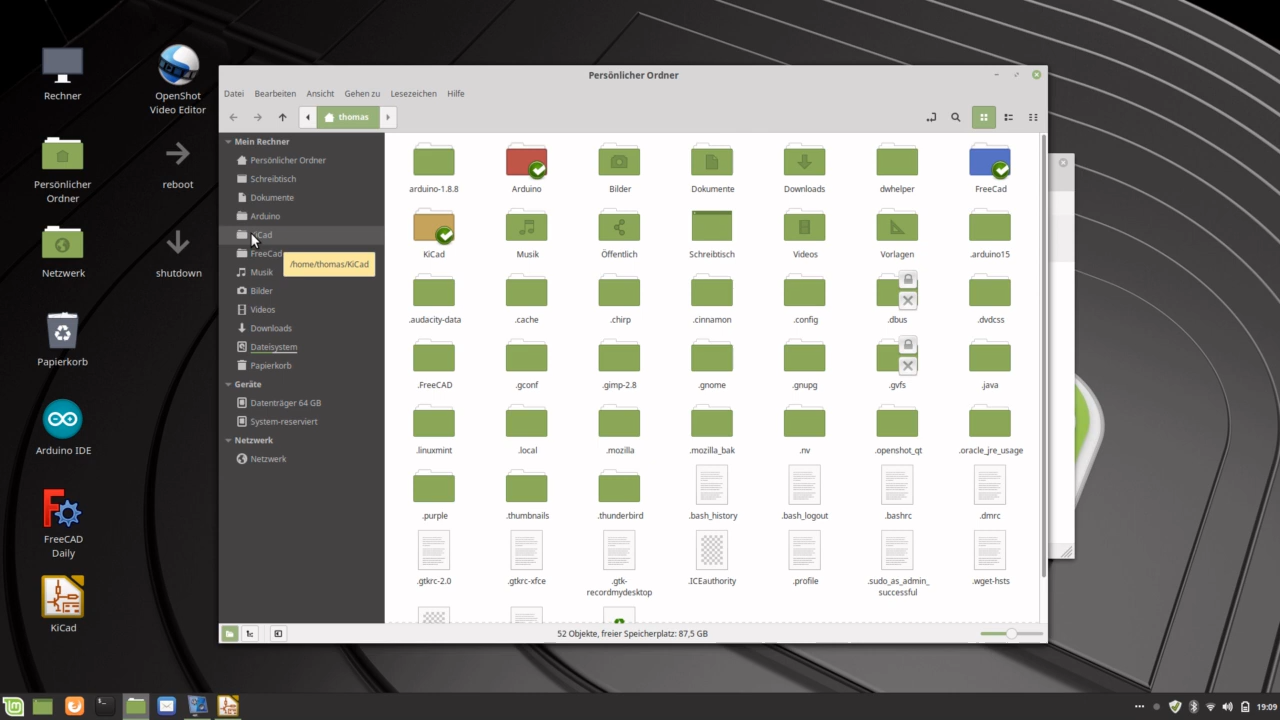 Rechner
OpenShot
Video Editor
Persönlicher
Ordner
reboot
Netzwerk
shutdown
Papierkorb
Arduino IDE
FreeCAD
Daily
KiCad
Persönlicher Ordner
Datei Bearbeiten Ansicht Gehen zu Lesezeichen Hilfe
thomas
Mein Rechner
Persönlicher Ordner
Schreibtisch
Dokumente
Arduino
KiCad
FreeCad
/home/thomas/KiCad
Musik
Bilder
Videos
Downloads
Dateisystem
Papierkorb
Geräte
Datenträger 64 GB
System-reserviert
Netzwerk
Netzwerk
arduino-1.8.8 Arduino Bilder Dokumente Downloads dwhelper FreeCad
KiCad Musik Öffentlich Schreibtisch Videos Vorlagen .arduino15
.audacity-data .cache .chirp .cinnamon .config .dbus .dvdcss
.FreeCAD .gconf .gimp-2.8 .gnome .gnupg .gvfs .java
.linuxmint .local .mozilla .mozilla_bak .nv .openshot_qt .oracle_jre_usage
.purple .thumbnails .thunderbird .bash_history .bash_logout .bashrc .dmrc
.gtkrc-2.0 .gtkrc-xfce .gtk-
recordmydesktop .ICEauthority .profile .sudo_as_admin_
successful .wget-hsts
52 Objekte, freier Speicherplatz: 87,5 GB
19:09